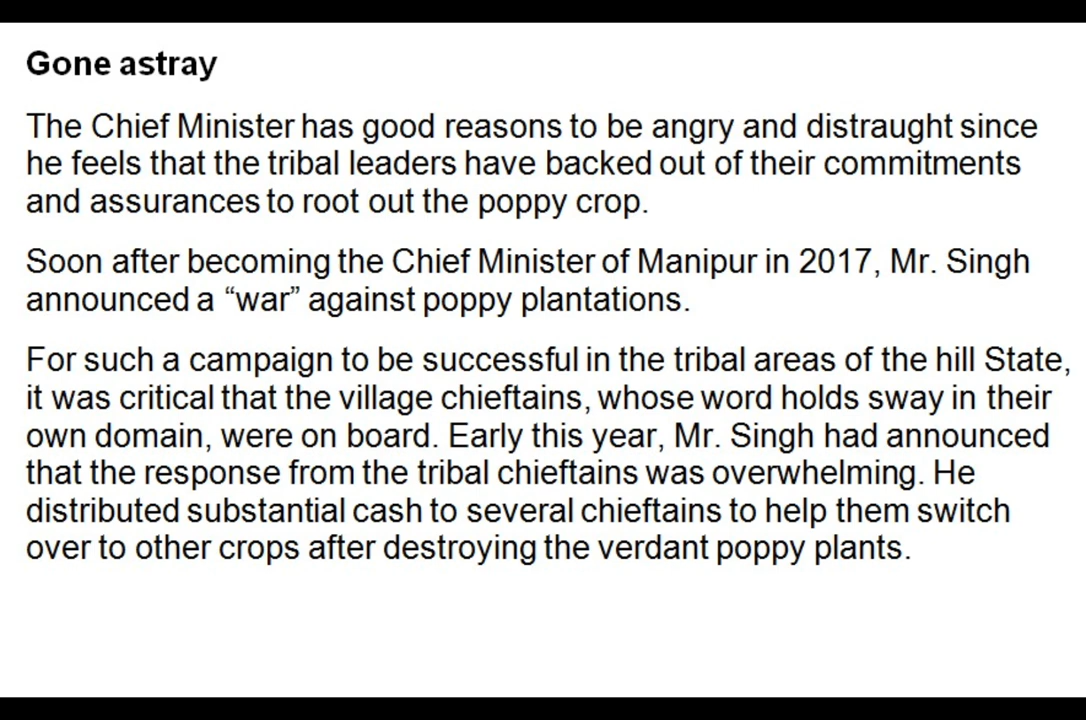 Gone astray
The Chief Minister has good reasons to be angry and distraught since
he feels that the tribal leaders have backed out of their commitments
and assurances to root out the poppy crop.
Soon after becoming the Chief Minister of Manipur in 2017, Mr. Singh
announced a “war” against poppy plantations.
For such a campaign to be successful in the tribal areas of the hill State,
it was critical that the village chieftains, whose word holds sway in their
own domain, were on board. Early this year, Mr. Singh had announced
that the response from the tribal chieftains was overwhelming. He
distributed substantial cash to several chieftains to help them switch
over to other crops after destroying the verdant poppy plants.